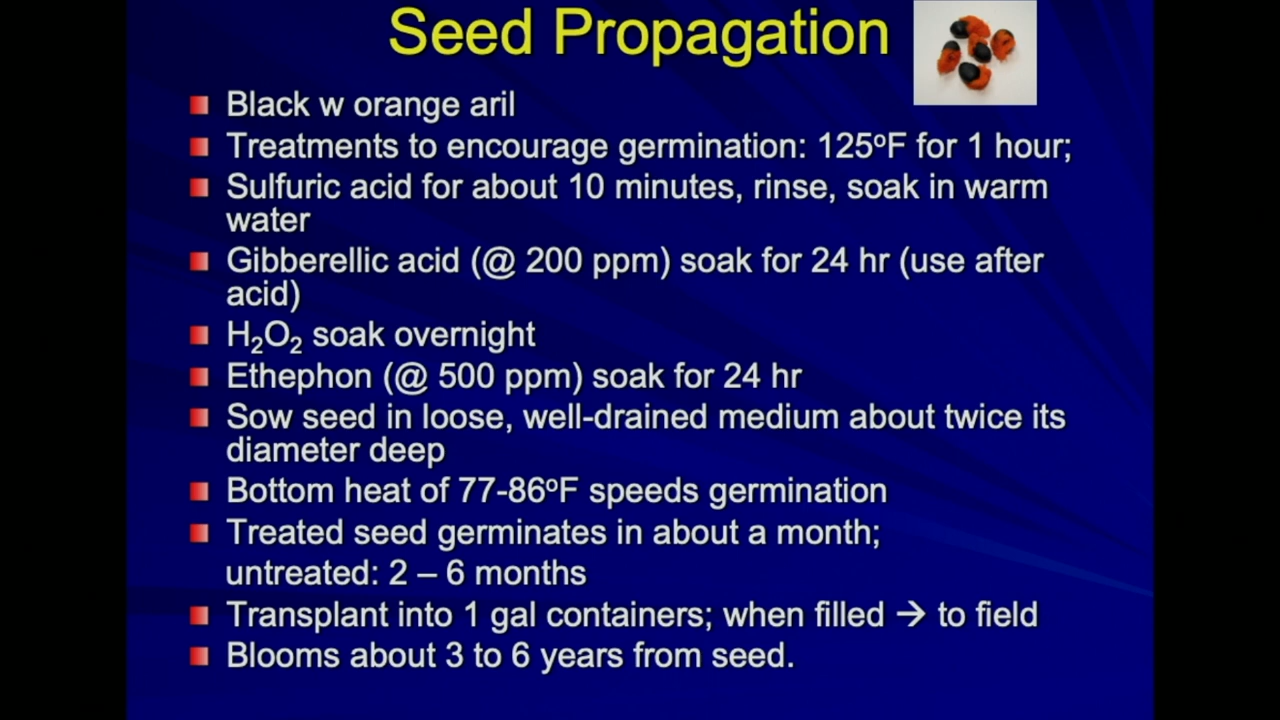 Seed Propagation
Black w orange aril
Treatments to encourage germination: 125ºF for 1 hour;
Sulfuric acid for about 10 minutes, rinse, soak in warm
water
Gibberellic acid (@ 200 ppm) soak for 24 hr (use after
acid)
H₂O₂ soak overnight
Ethephon (@ 500 ppm) soak for 24 hr
Sow seed in loose, well-drained medium about twice its
diameter deep
Bottom heat of 77-86ºF speeds germination
Treated seed germinates in about a month;
untreated: 2 – 6 months
Transplant into 1 gal containers; when filled → to field
Blooms about 3 to 6 years from seed.